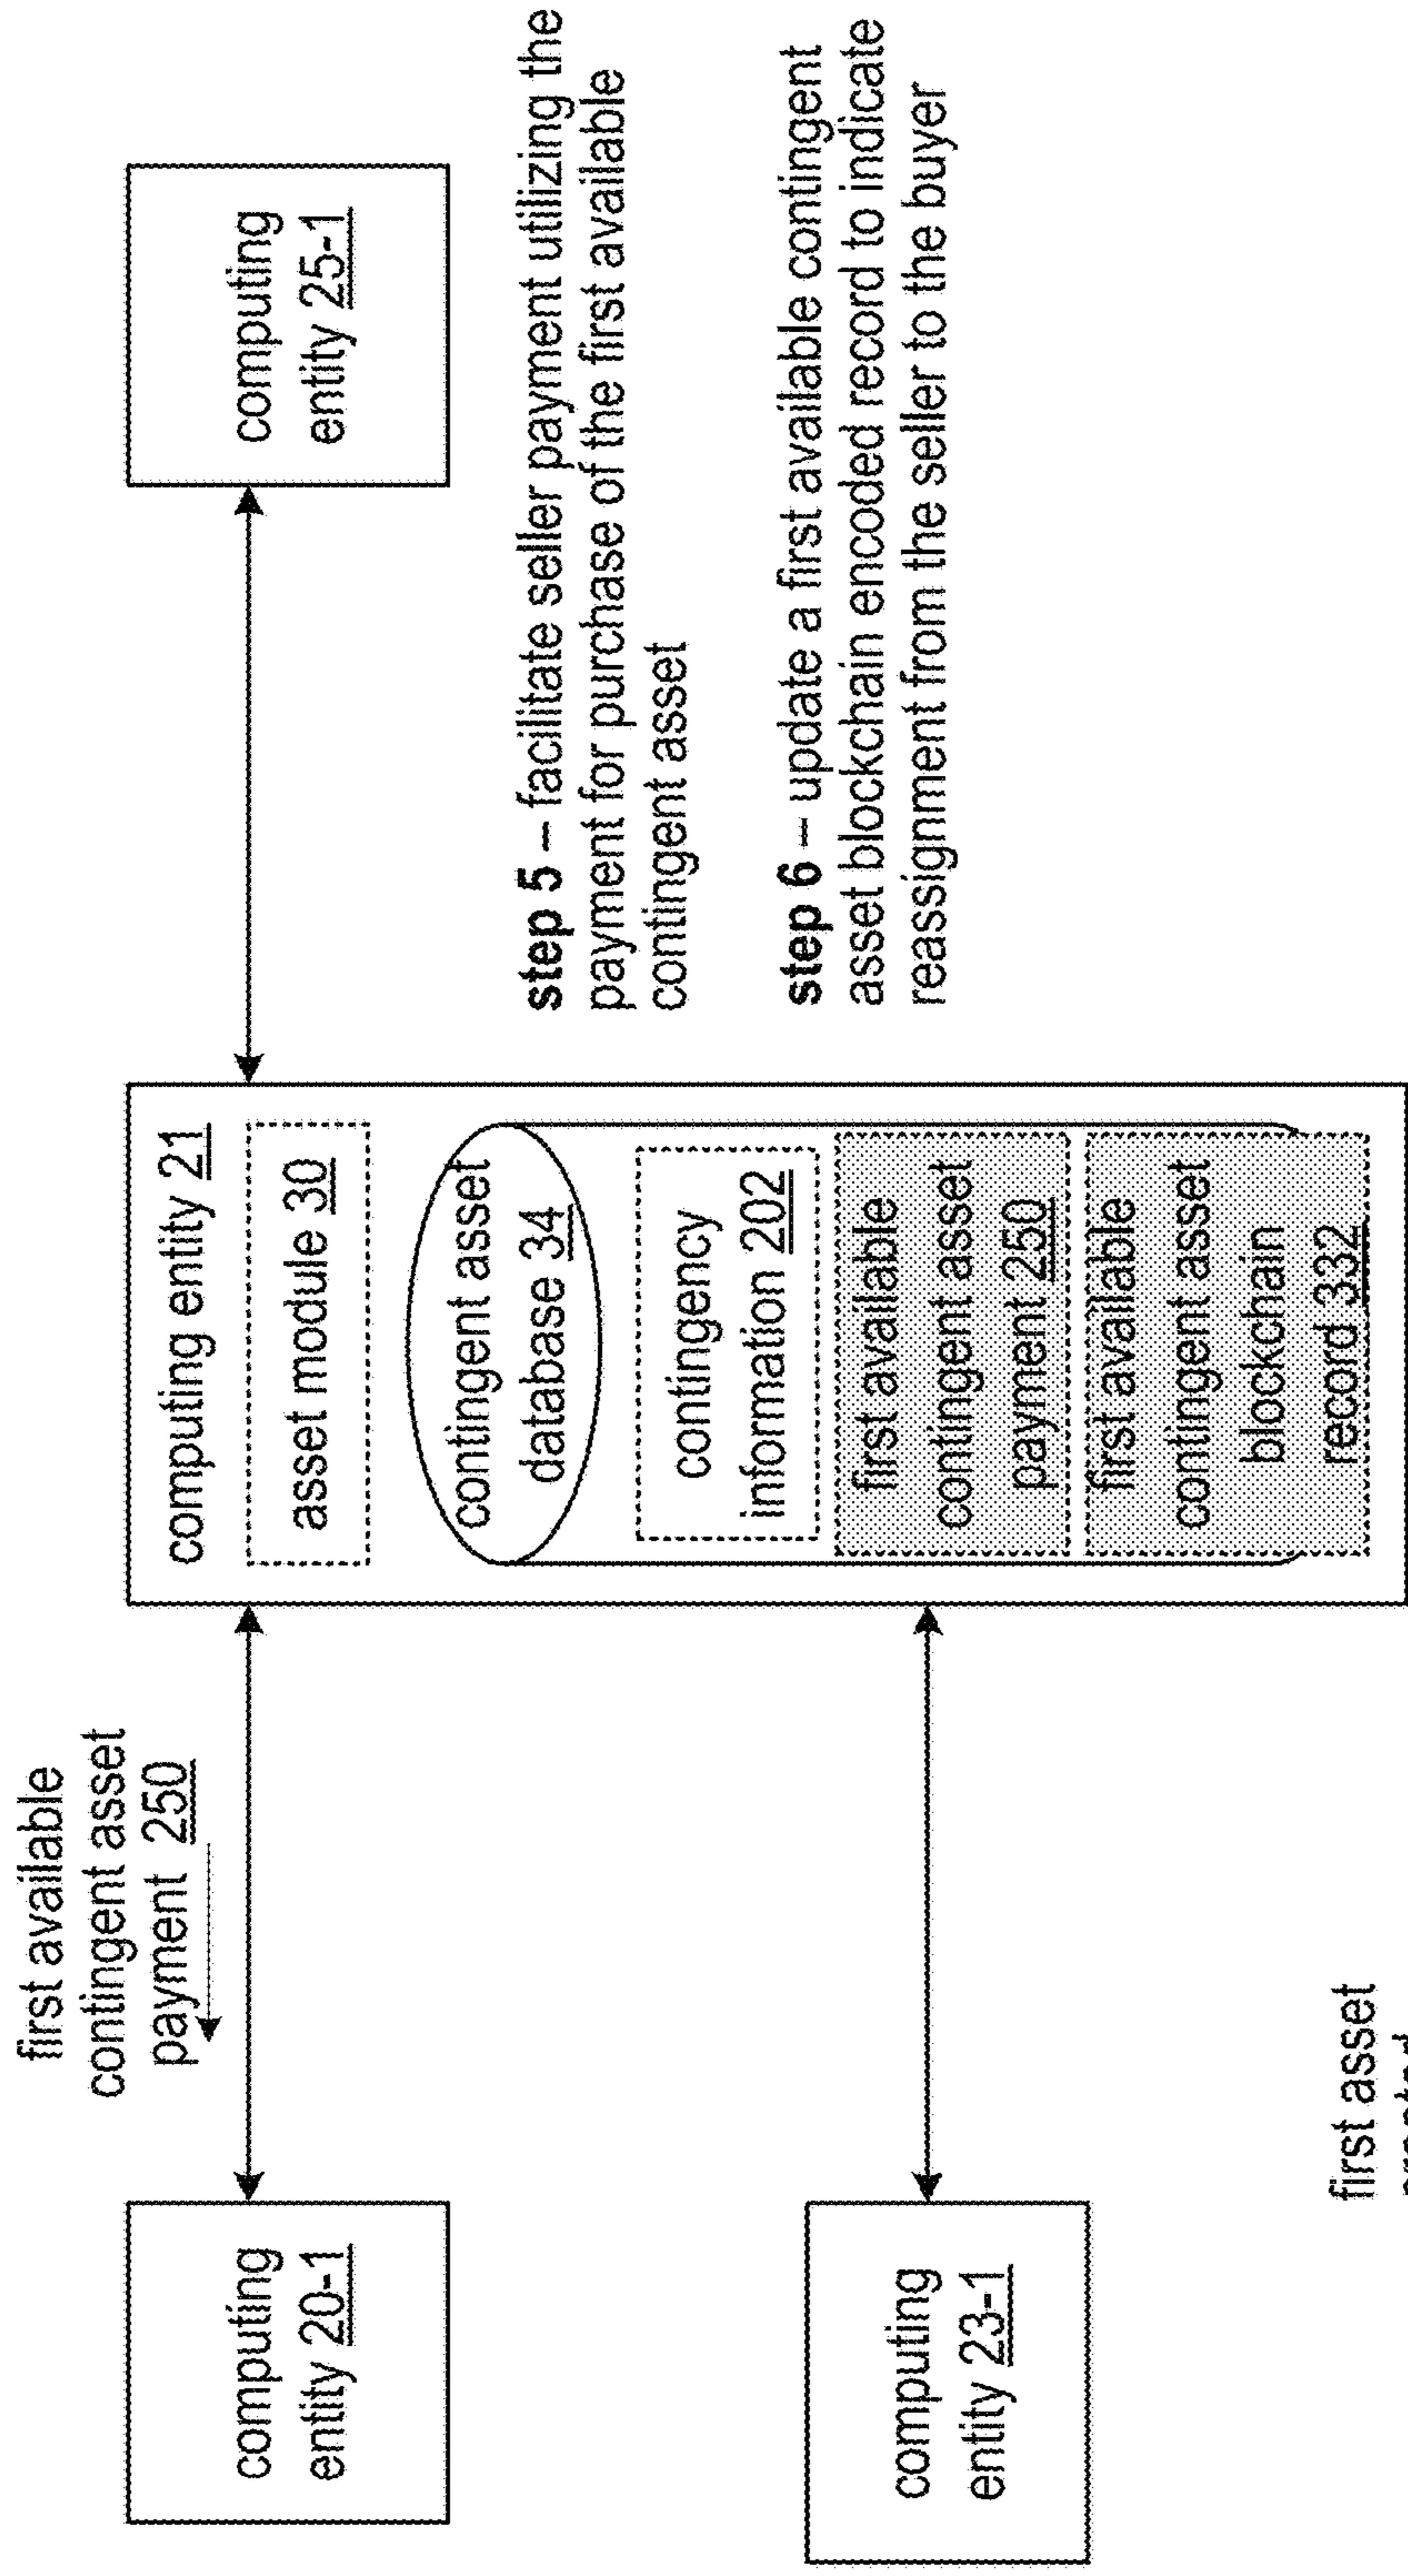 first available
contingent asset
payment 250
computing
entity 20-1
computing entity 21
asset module 30
contingent asset
database 34
contingency
information 202
first available
contingent asset
payment 250
first available
contingent asset
blockchain
record 332
computing
entity 25-1
step 5 – facilitate seller payment utilizing the
payment for purchase of the first available
contingent asset
step 6 – update a first available contingent
asset blockchain encoded record to indicate
reassignment from the seller to the buyer
computing
entity 23-1
first asset